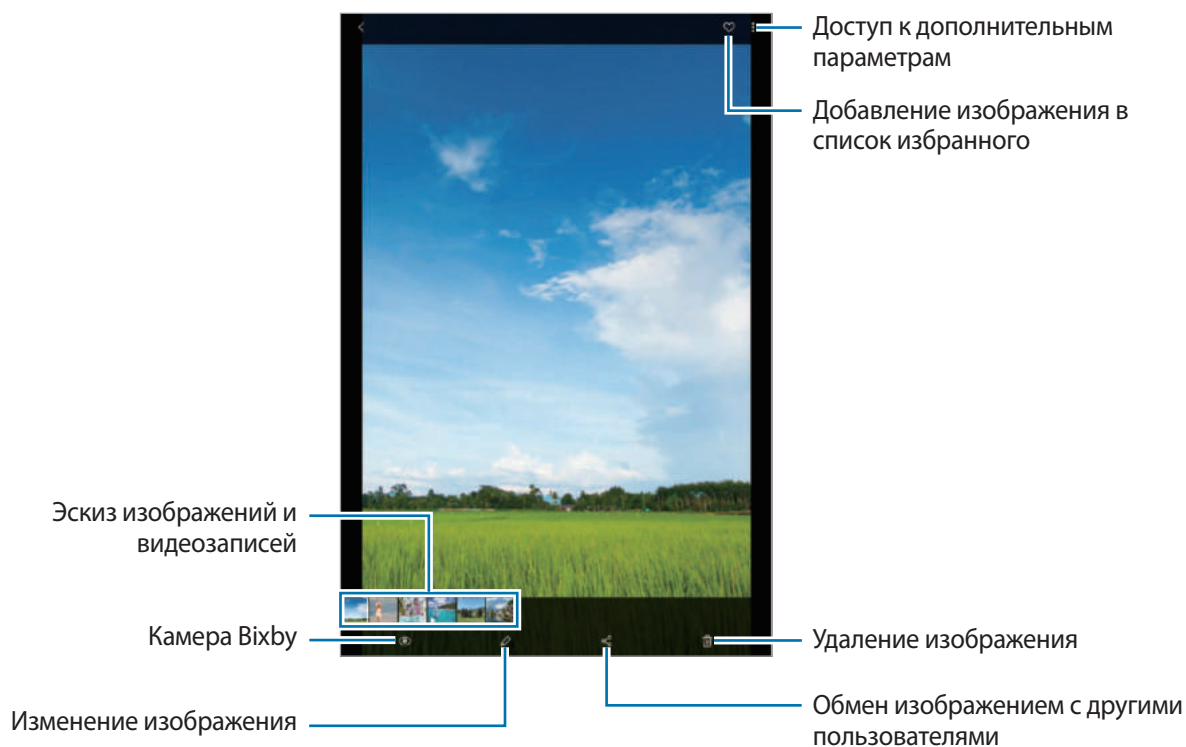 Доступ к дополнительным
параметрам
Добавление изображения в
список избранного
Эскиз изображений и
видеозаписей
Камера Bixby
Удаление изображения
Изменение изображения
Обмен изображением с другими
пользователями